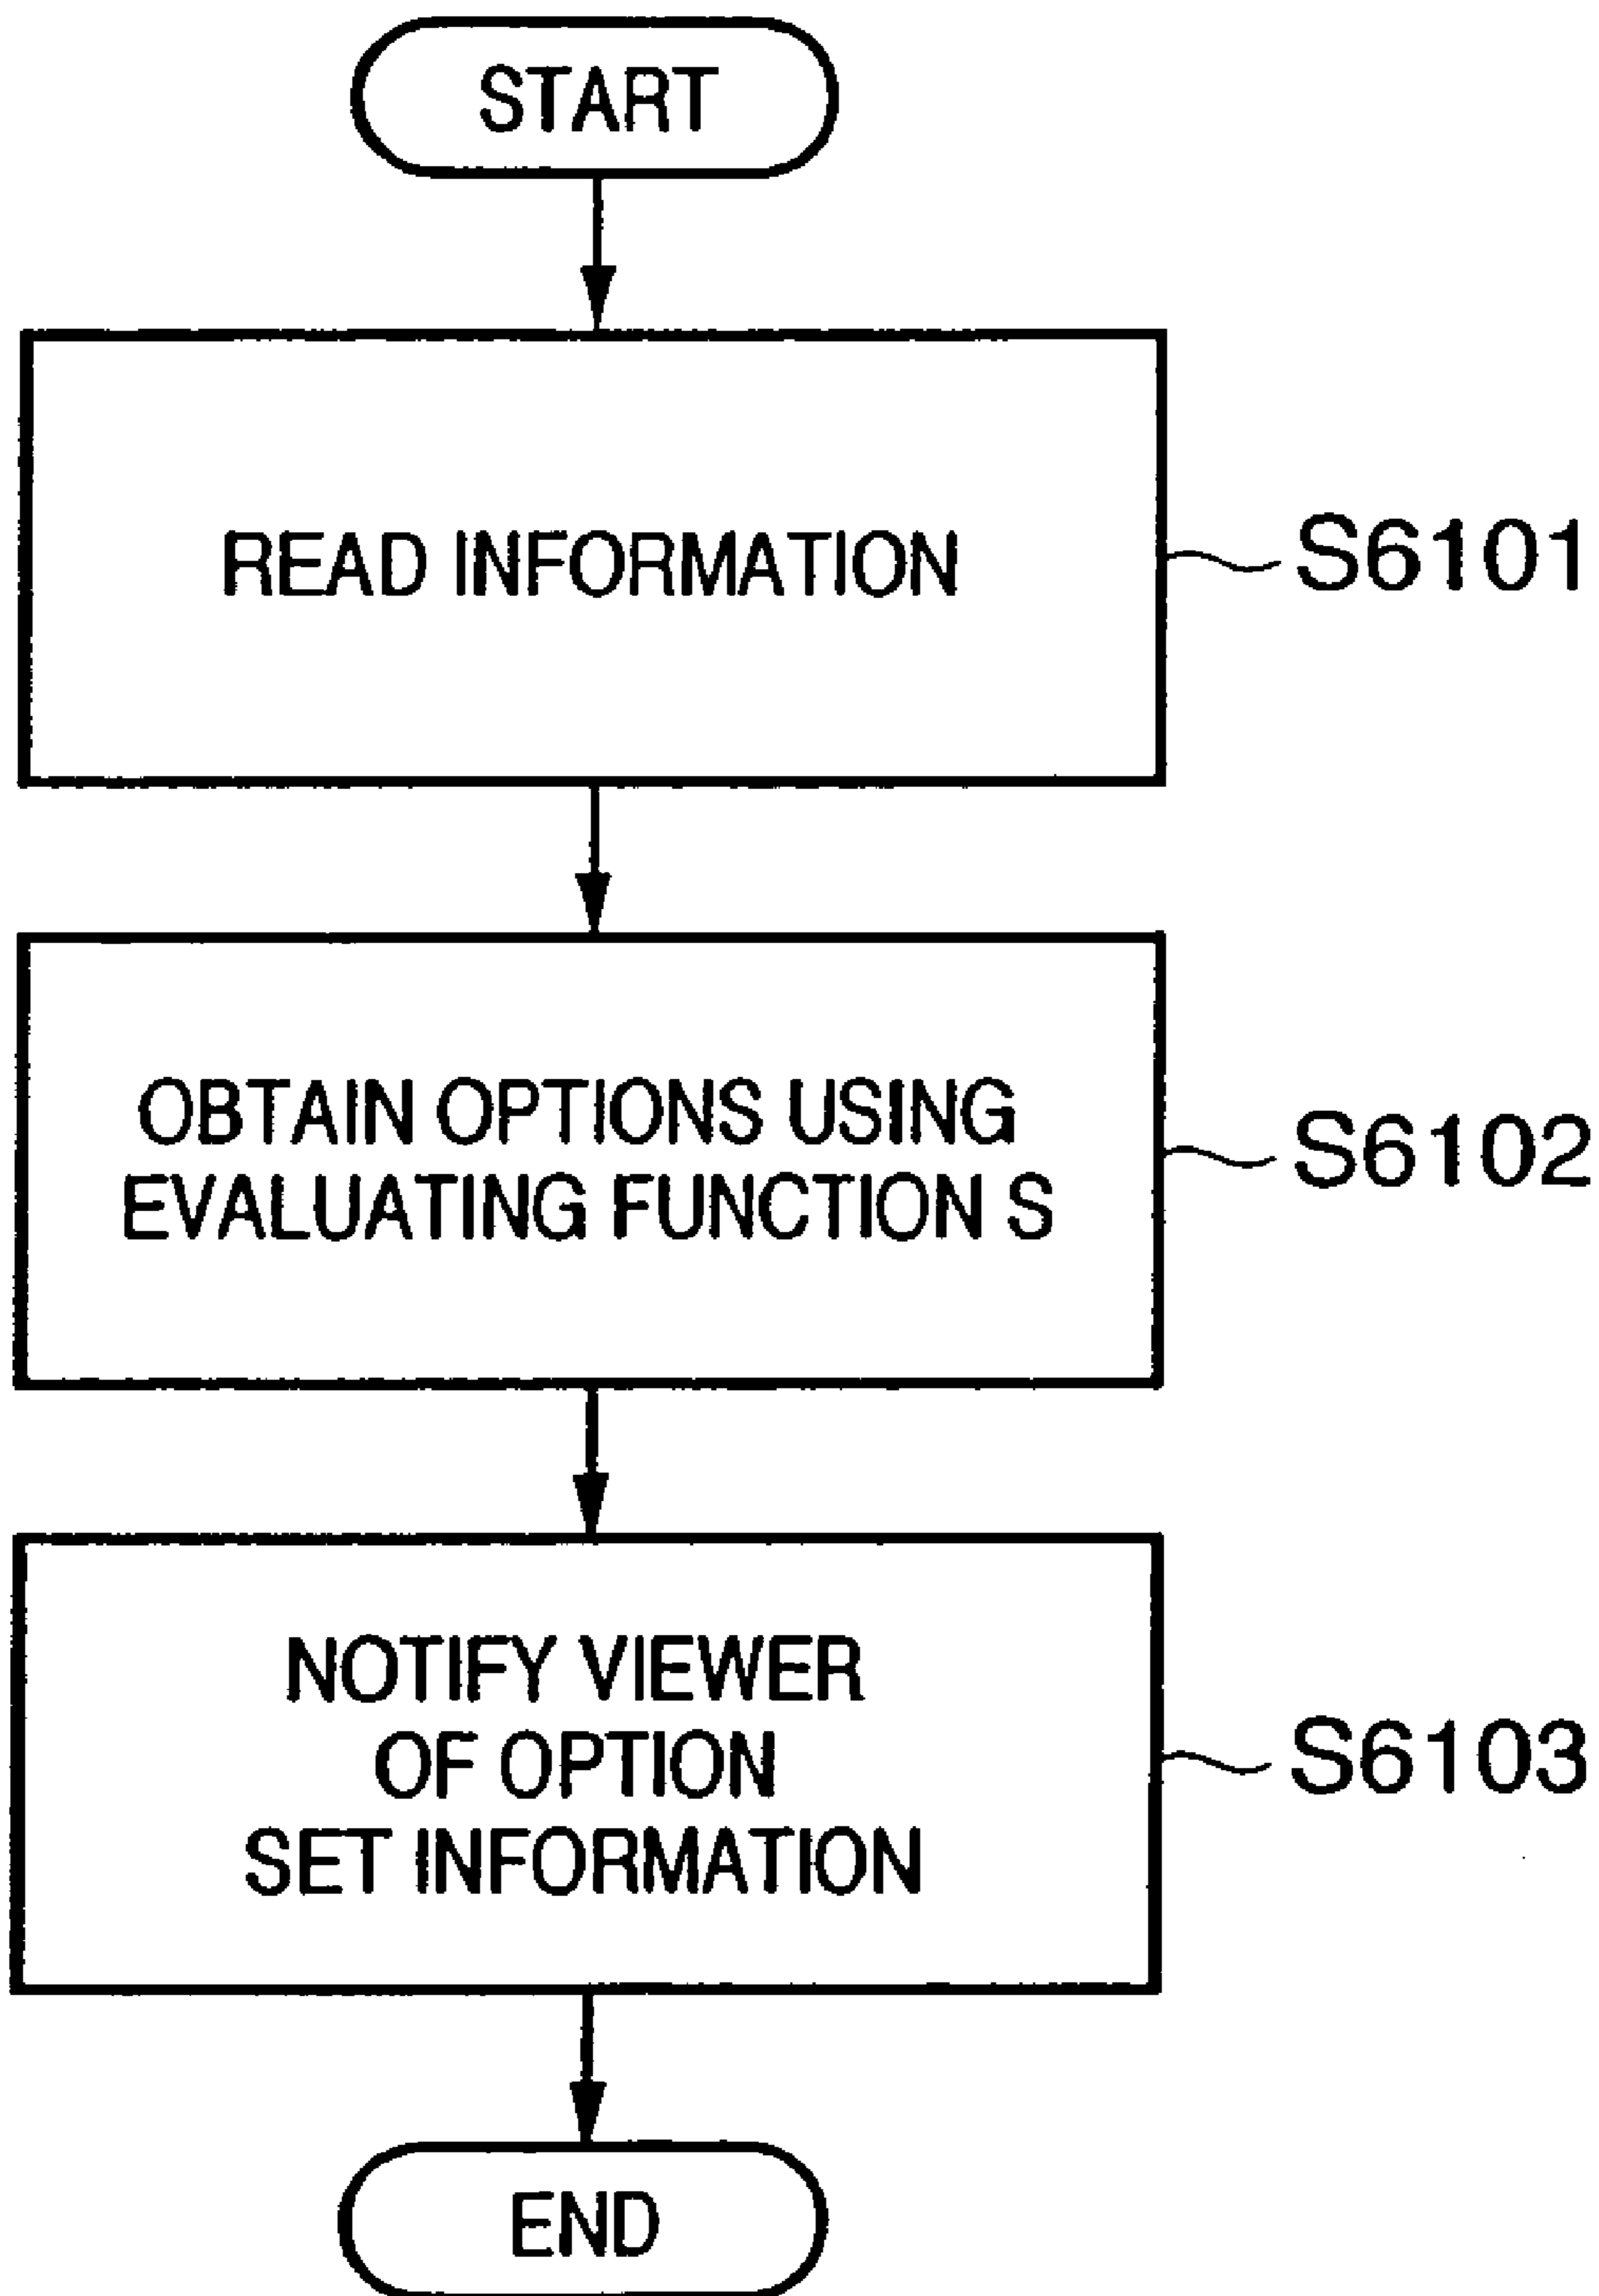 START
READ INFORMATION
S6101
OBTAIN OPTIONS USING
EVALUATING FUNCTION S
S6102
NOTIFY VIEWER
OF OPTION
SET INFORMATION
S6103
END